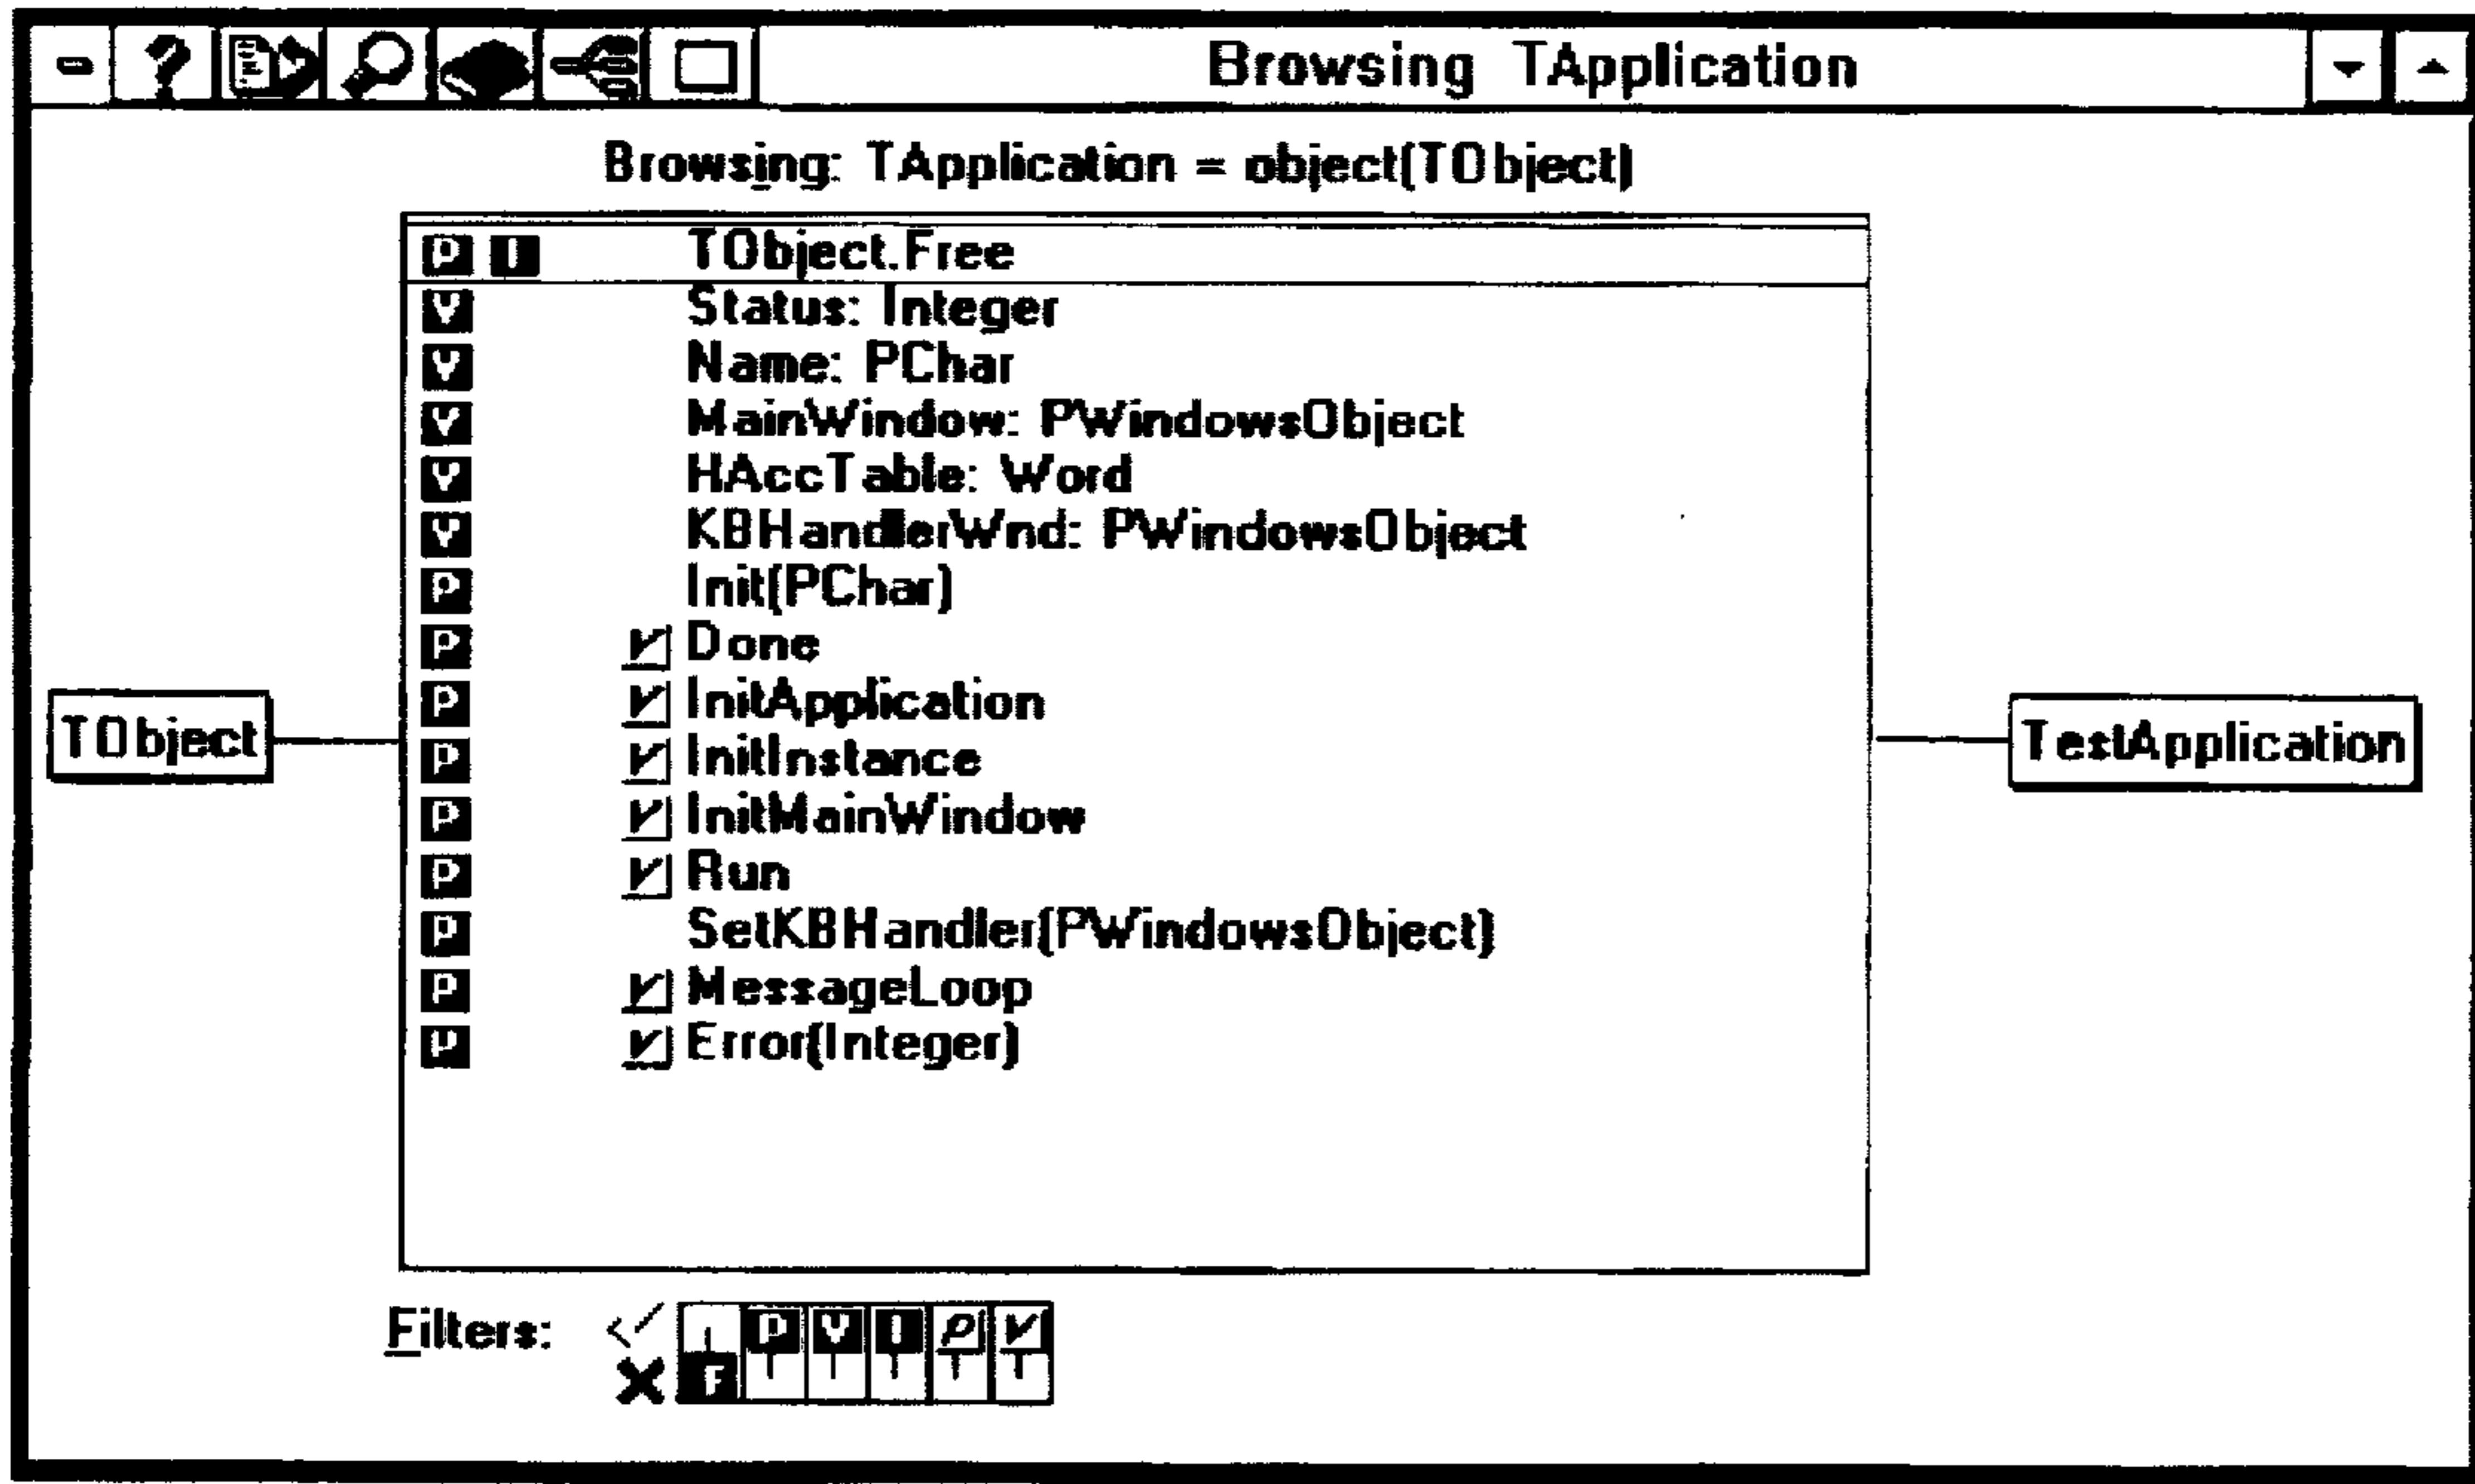 Browsing TApplication
Browsing: TApplication = object(TObject)
P I TObject.Free
V Status: Integer
V Name: PChar
V MainWindow: PWindowsObject
V HAccTable: Word
V KBHandlerWnd: PWindowsObject
P Init(PChar)
P V Done
P V InitApplication
P V InitInstance
P V InitMainWindow
P V Run
P SetKBHandler(PWindowsObject)
P V MessageLoop
P V Error(Integer)
TObject
TestApplication
Filters: P V I P V
F